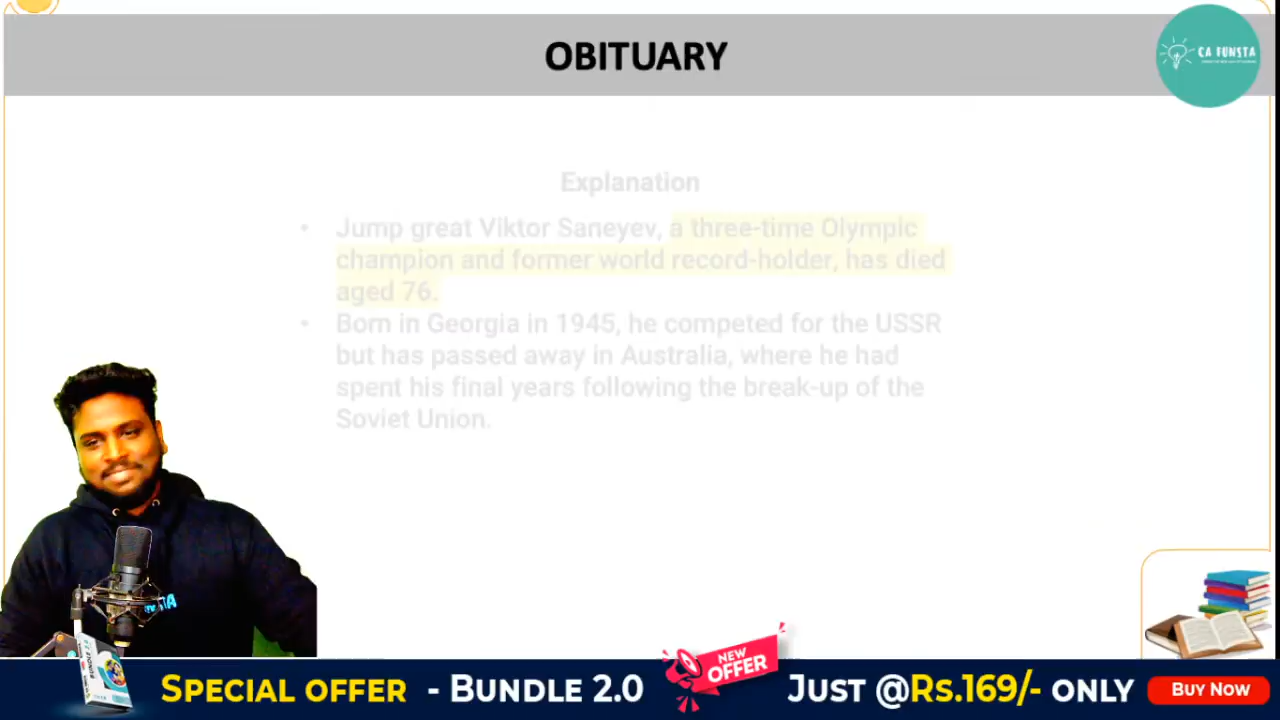 OBITUARY
CA FUNSTA
Explanation
• Jump great Viktor Saneyev, a three-time Olympic
champion and former world record-holder, has died
aged 76.
• Born in Georgia in 1945, he competed for the USSR
but has passed away in Australia, where he had
spent his final years following the break-up of the
Soviet Union.
BUNDLE 2.0
SPECIAL OFFER - BUNDLE 2.0
NEW
OFFER
JUST @Rs.169/- ONLY
Buy Now